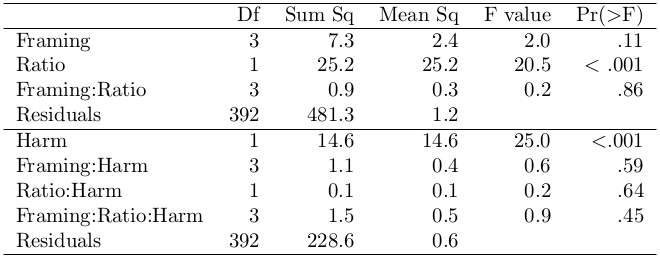 Df Sum Sq Mean Sq F value Pr(>F)
Framing 3 7.3 2.4 2.0 .11
Ratio 1 25.2 25.2 20.5 < .001
Framing:Ratio 3 0.9 0.3 0.2 .86
Residuals 392 481.3 1.2
Harm 1 14.6 14.6 25.0 <.001
Framing:Harm 3 1.1 0.4 0.6 .59
Ratio:Harm 1 0.1 0.1 0.2 .64
Framing:Ratio:Harm 3 1.5 0.5 0.9 .45
Residuals 392 228.6 0.6